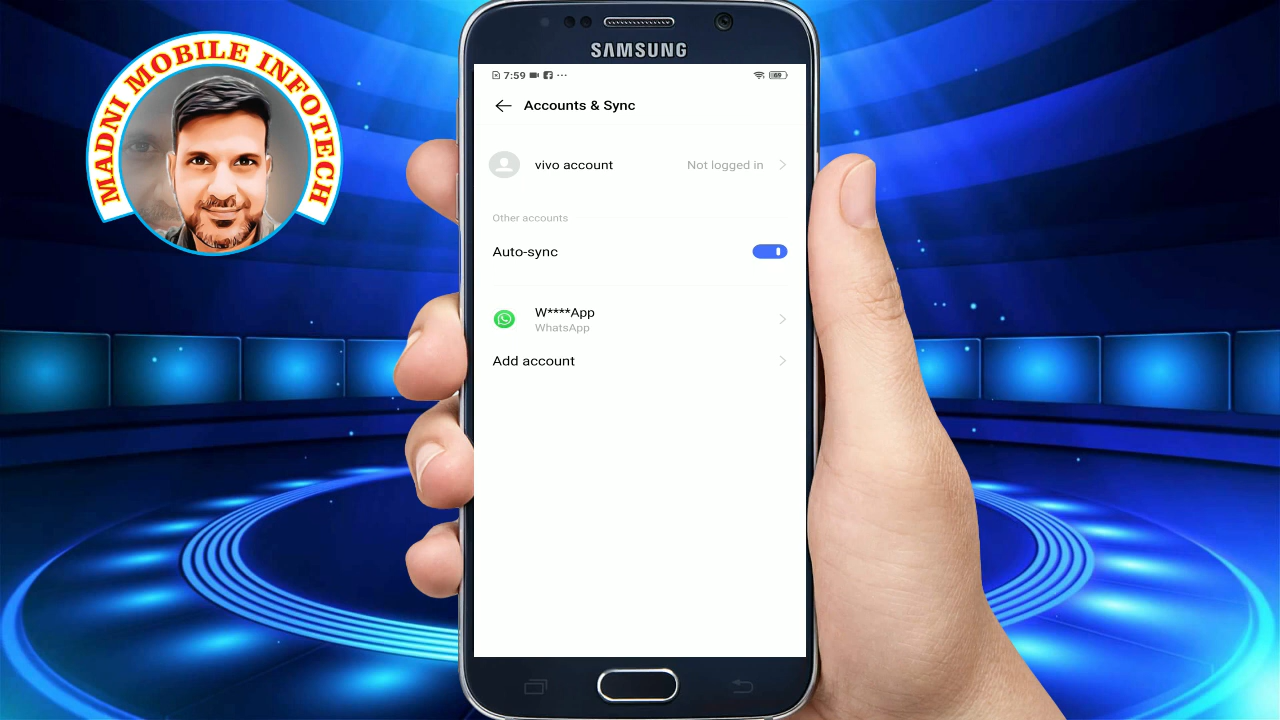 MADNI MOBILE INFOTECH
SAMSUNG
7:59
69
Accounts & Sync
vivo account
Not logged in
Other accounts
Auto-sync
W****App
WhatsApp
Add account